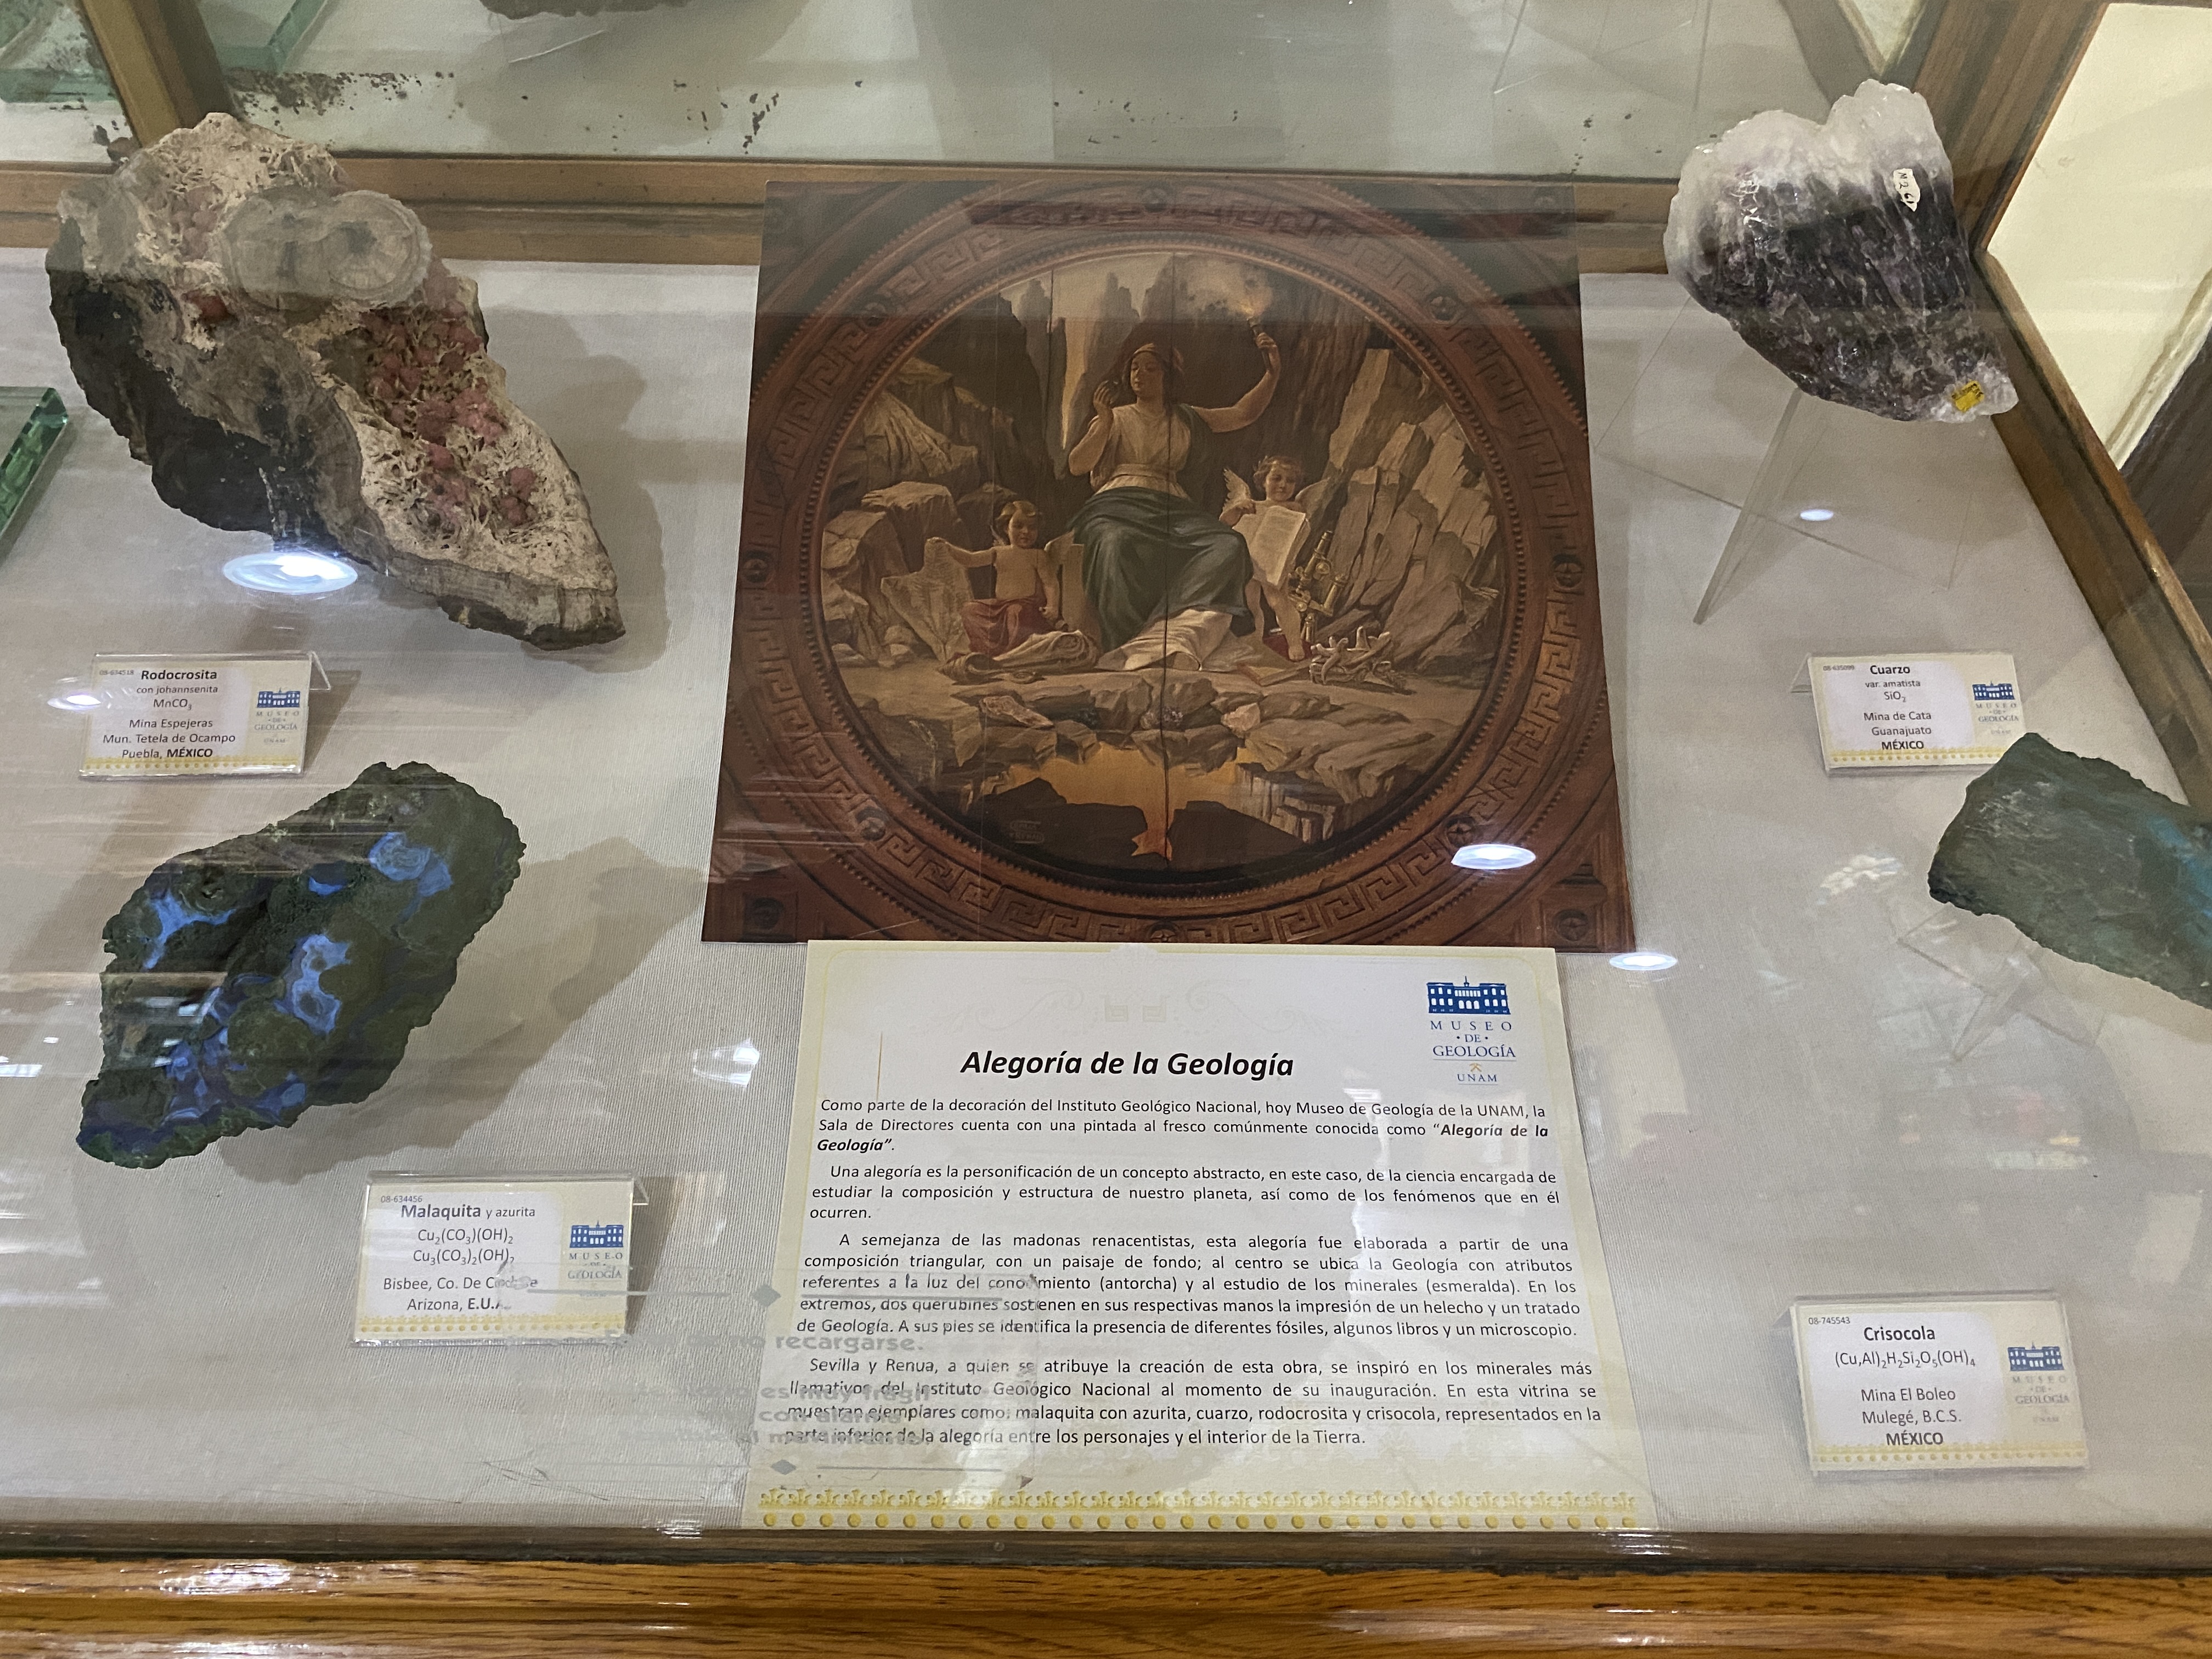 N261
08-634518
Rodocrosita
con johannsenita
MnCO₃
Mina Espejeras
Mun. Tetela de Ocampo
Puebla, MÉXICO
MUSEO
DE
GEOLOGÍA
UNAM
08-635099
Cuarzo
var. amatista
SiO₂
Mina de Cata
Guanajuato
MÉXICO
MUSEO
DE
GEOLOGÍA
UNAM
08-634456
Malaquita y azurita
Cu₂(CO₃)(OH)₂
Cu₃(CO₃)₂(OH)₂
Bisbee, Co. De
Arizona, E.U.A.
MUSEO
DE
GEOLOGÍA
MUSEO
• DE •
GEOLOGÍA
UNAM
Alegoría de la Geología
Como parte de la decoración del Instituto Geológico Nacional, hoy Museo de Geología de la UNAM, la
Sala de Directores cuenta con una pintada al fresco comúnmente conocida como “Alegoría de la
Geología”.
Una alegoría es la personificación de un concepto abstracto, en este caso, de la ciencia encargada de
estudiar la composición y estructura de nuestro planeta, así como de los fenómenos que en él
ocurren.
A semejanza de las madonas renacentistas, esta alegoría fue elaborada a partir de una
composición triangular, con un paisaje de fondo; al centro se ubica la Geología con atributos
referentes a la luz del conocimiento (antorcha) y al estudio de los minerales (esmeralda). En los
extremos, dos querubines sostienen en sus respectivas manos la impresión de un helecho y un tratado
de Geología. A sus pies se identifica la presencia de diferentes fósiles, algunos libros y un microscopio.
Sevilla y Renua, a quien se atribuye la creación de esta obra, se inspiró en los minerales más
llamativos del Instituto Geológico Nacional al momento de su inauguración. En esta vitrina se
muestran ejemplares como: malaquita con azurita, cuarzo, rodocrosita y crisocola, representados en la
parte inferior de la alegoría entre los personajes y el interior de la Tierra.
recargarse.
es muy frágil
08-745543
Crisocola
(Cu,Al)₂H₂Si₂O₅(OH)₄
Mina El Boleo
Mulegé, B.C.S.
MÉXICO
MUSEO
DE
GEOLOGÍA
UNAM